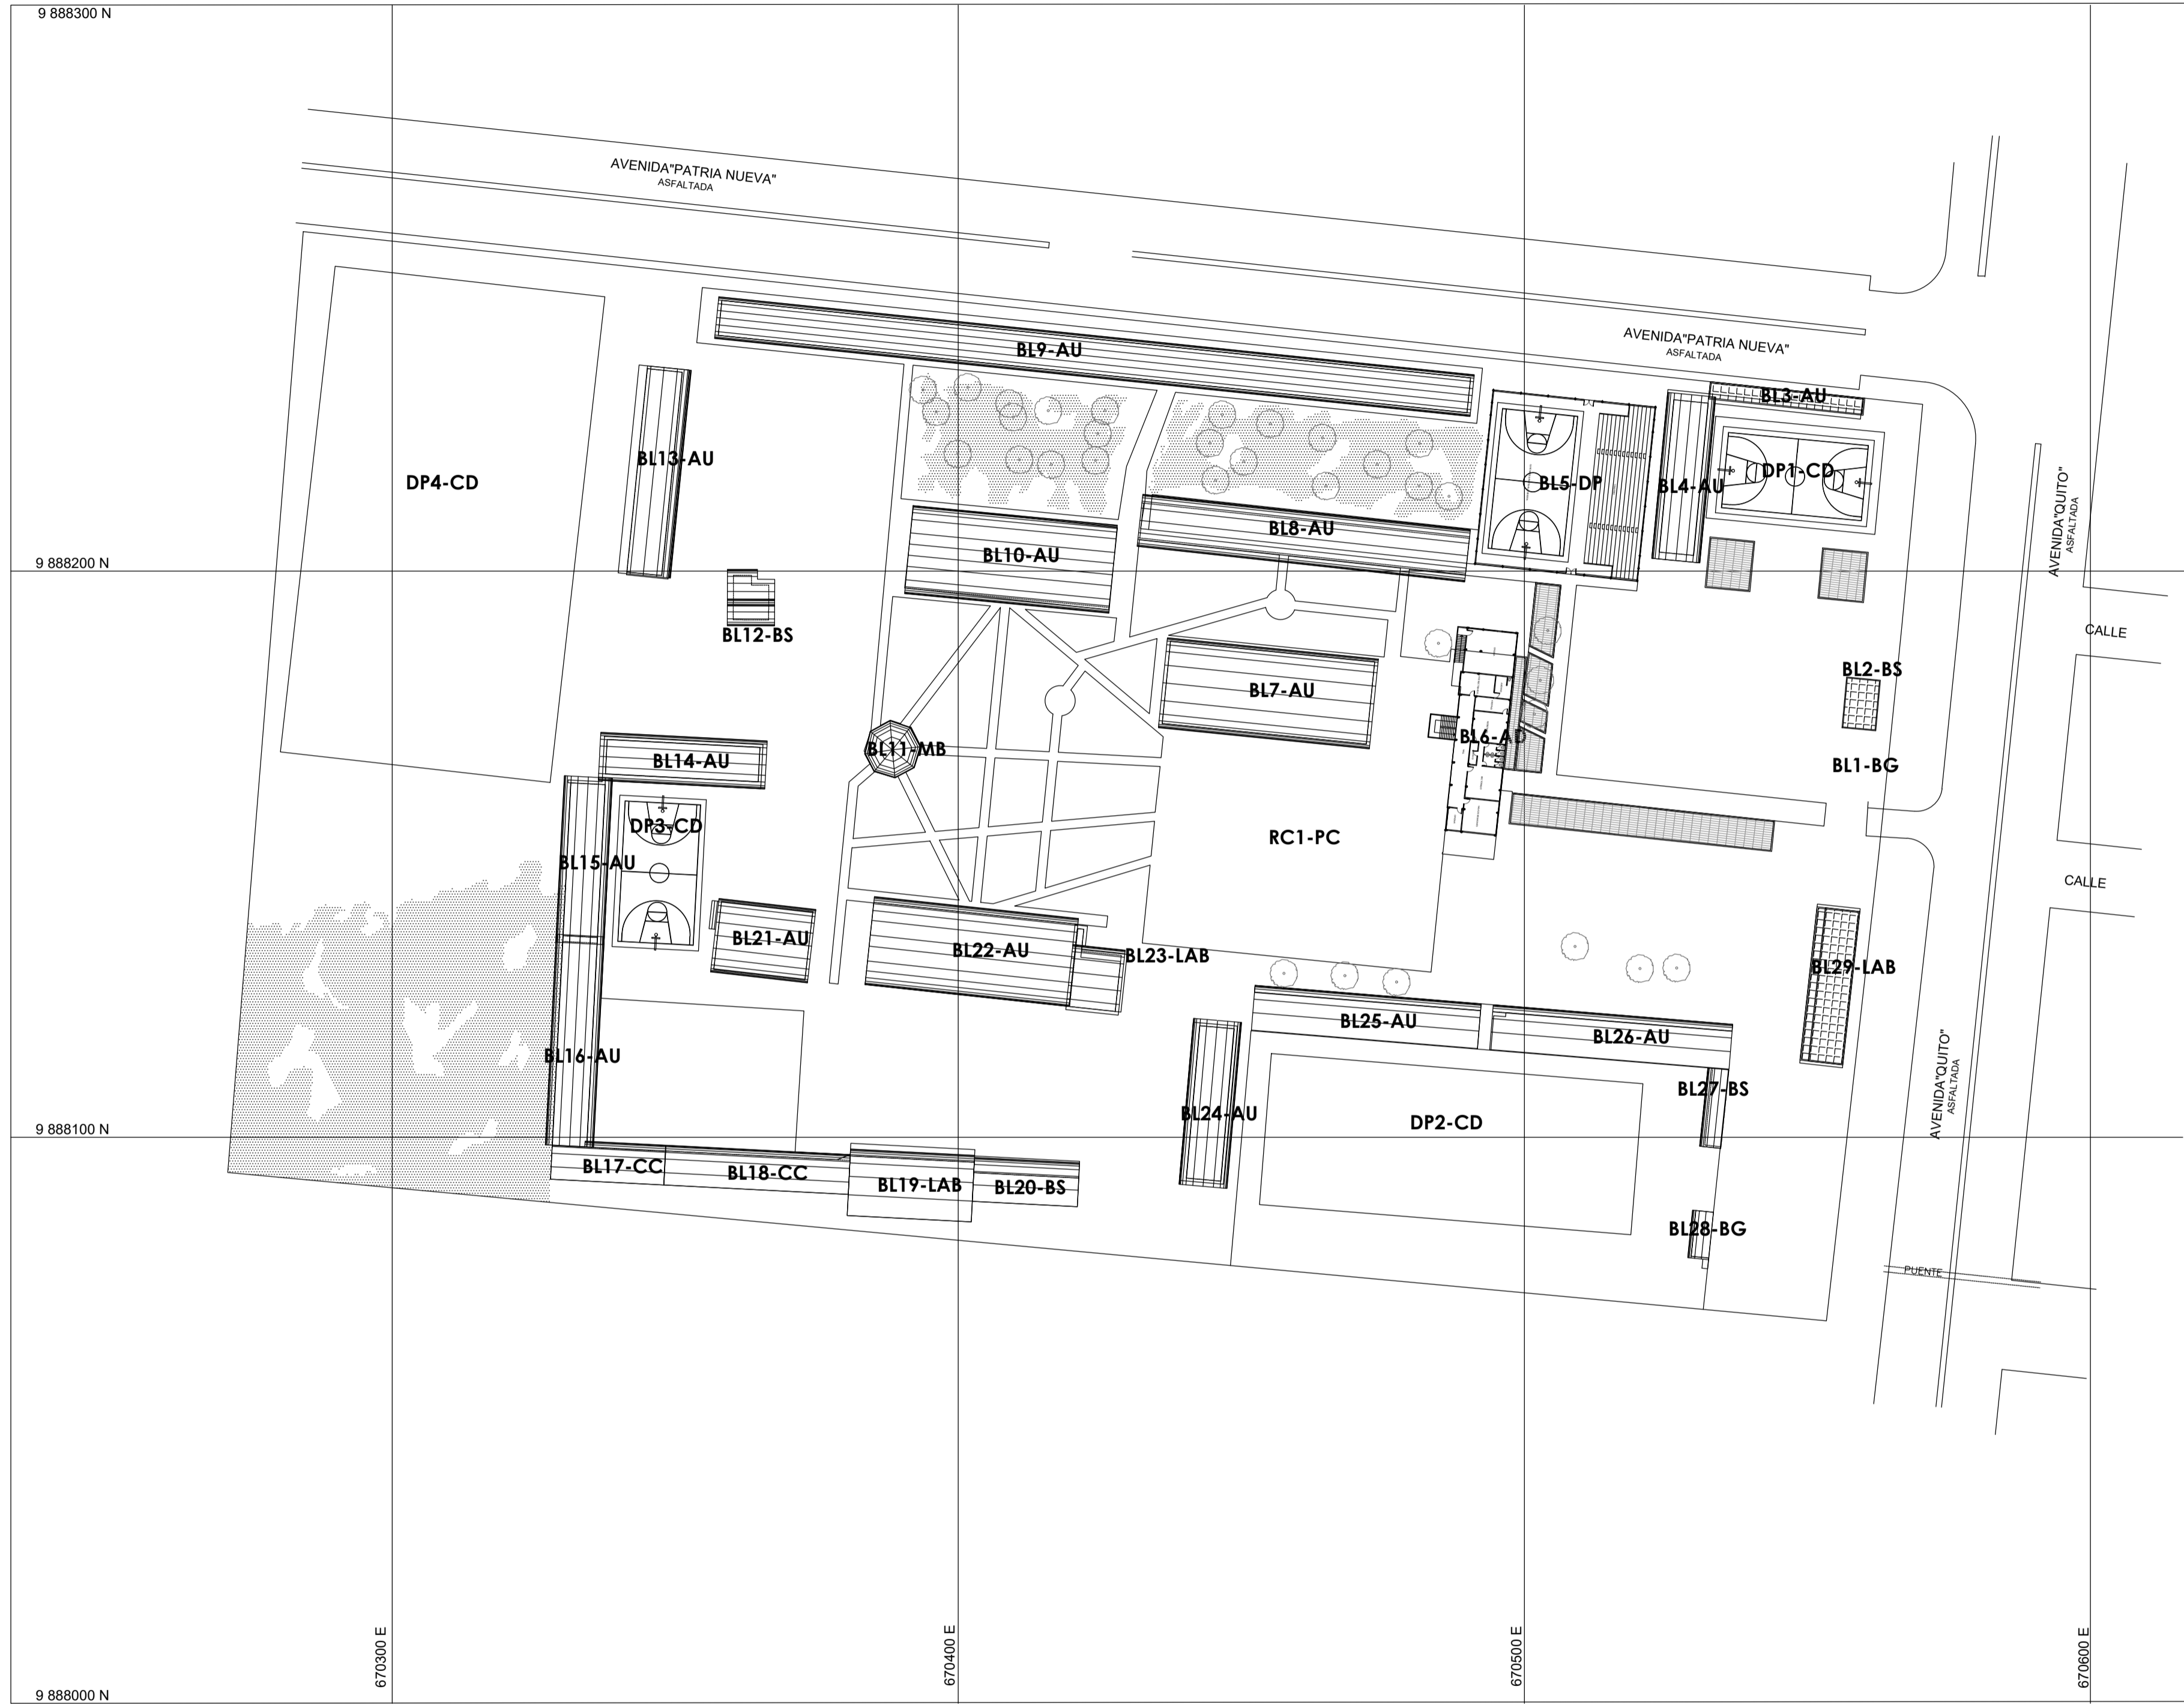 9 888300 N
AVENIDA"PATRIA NUEVA"
ASFALTADA
AVENIDA"PATRIA NUEVA"
ASFALTADA
BL9-AU
BL3-AU
BL13-AU
DP4-CD
BL5-DP
BL4-AU
DP1-CD
AVENIDA"QUITO"
ASFALTADA
BL8-AU
BL10-AU
9 888200 N
BL12-BS
CALLE
BL2-BS
BL7-AU
BL6-AD
BL11-MB
BL14-AU
BL1-BG
DP3-CD
RC1-PC
BL15-AU
CALLE
BL21-AU
BL22-AU
BL23-LAB
BL29-LAB
BL25-AU
BL26-AU
BL16-AU
BL27-BS
AVENIDA"QUITO"
ASFALTADA
BL24-AU
DP2-CD
9 888100 N
BL17-CC
BL18-CC
BL19-LAB
BL20-BS
BL28-BG
PUENTE
670300 E
670400 E
670500 E
670600 E
9 888000 N